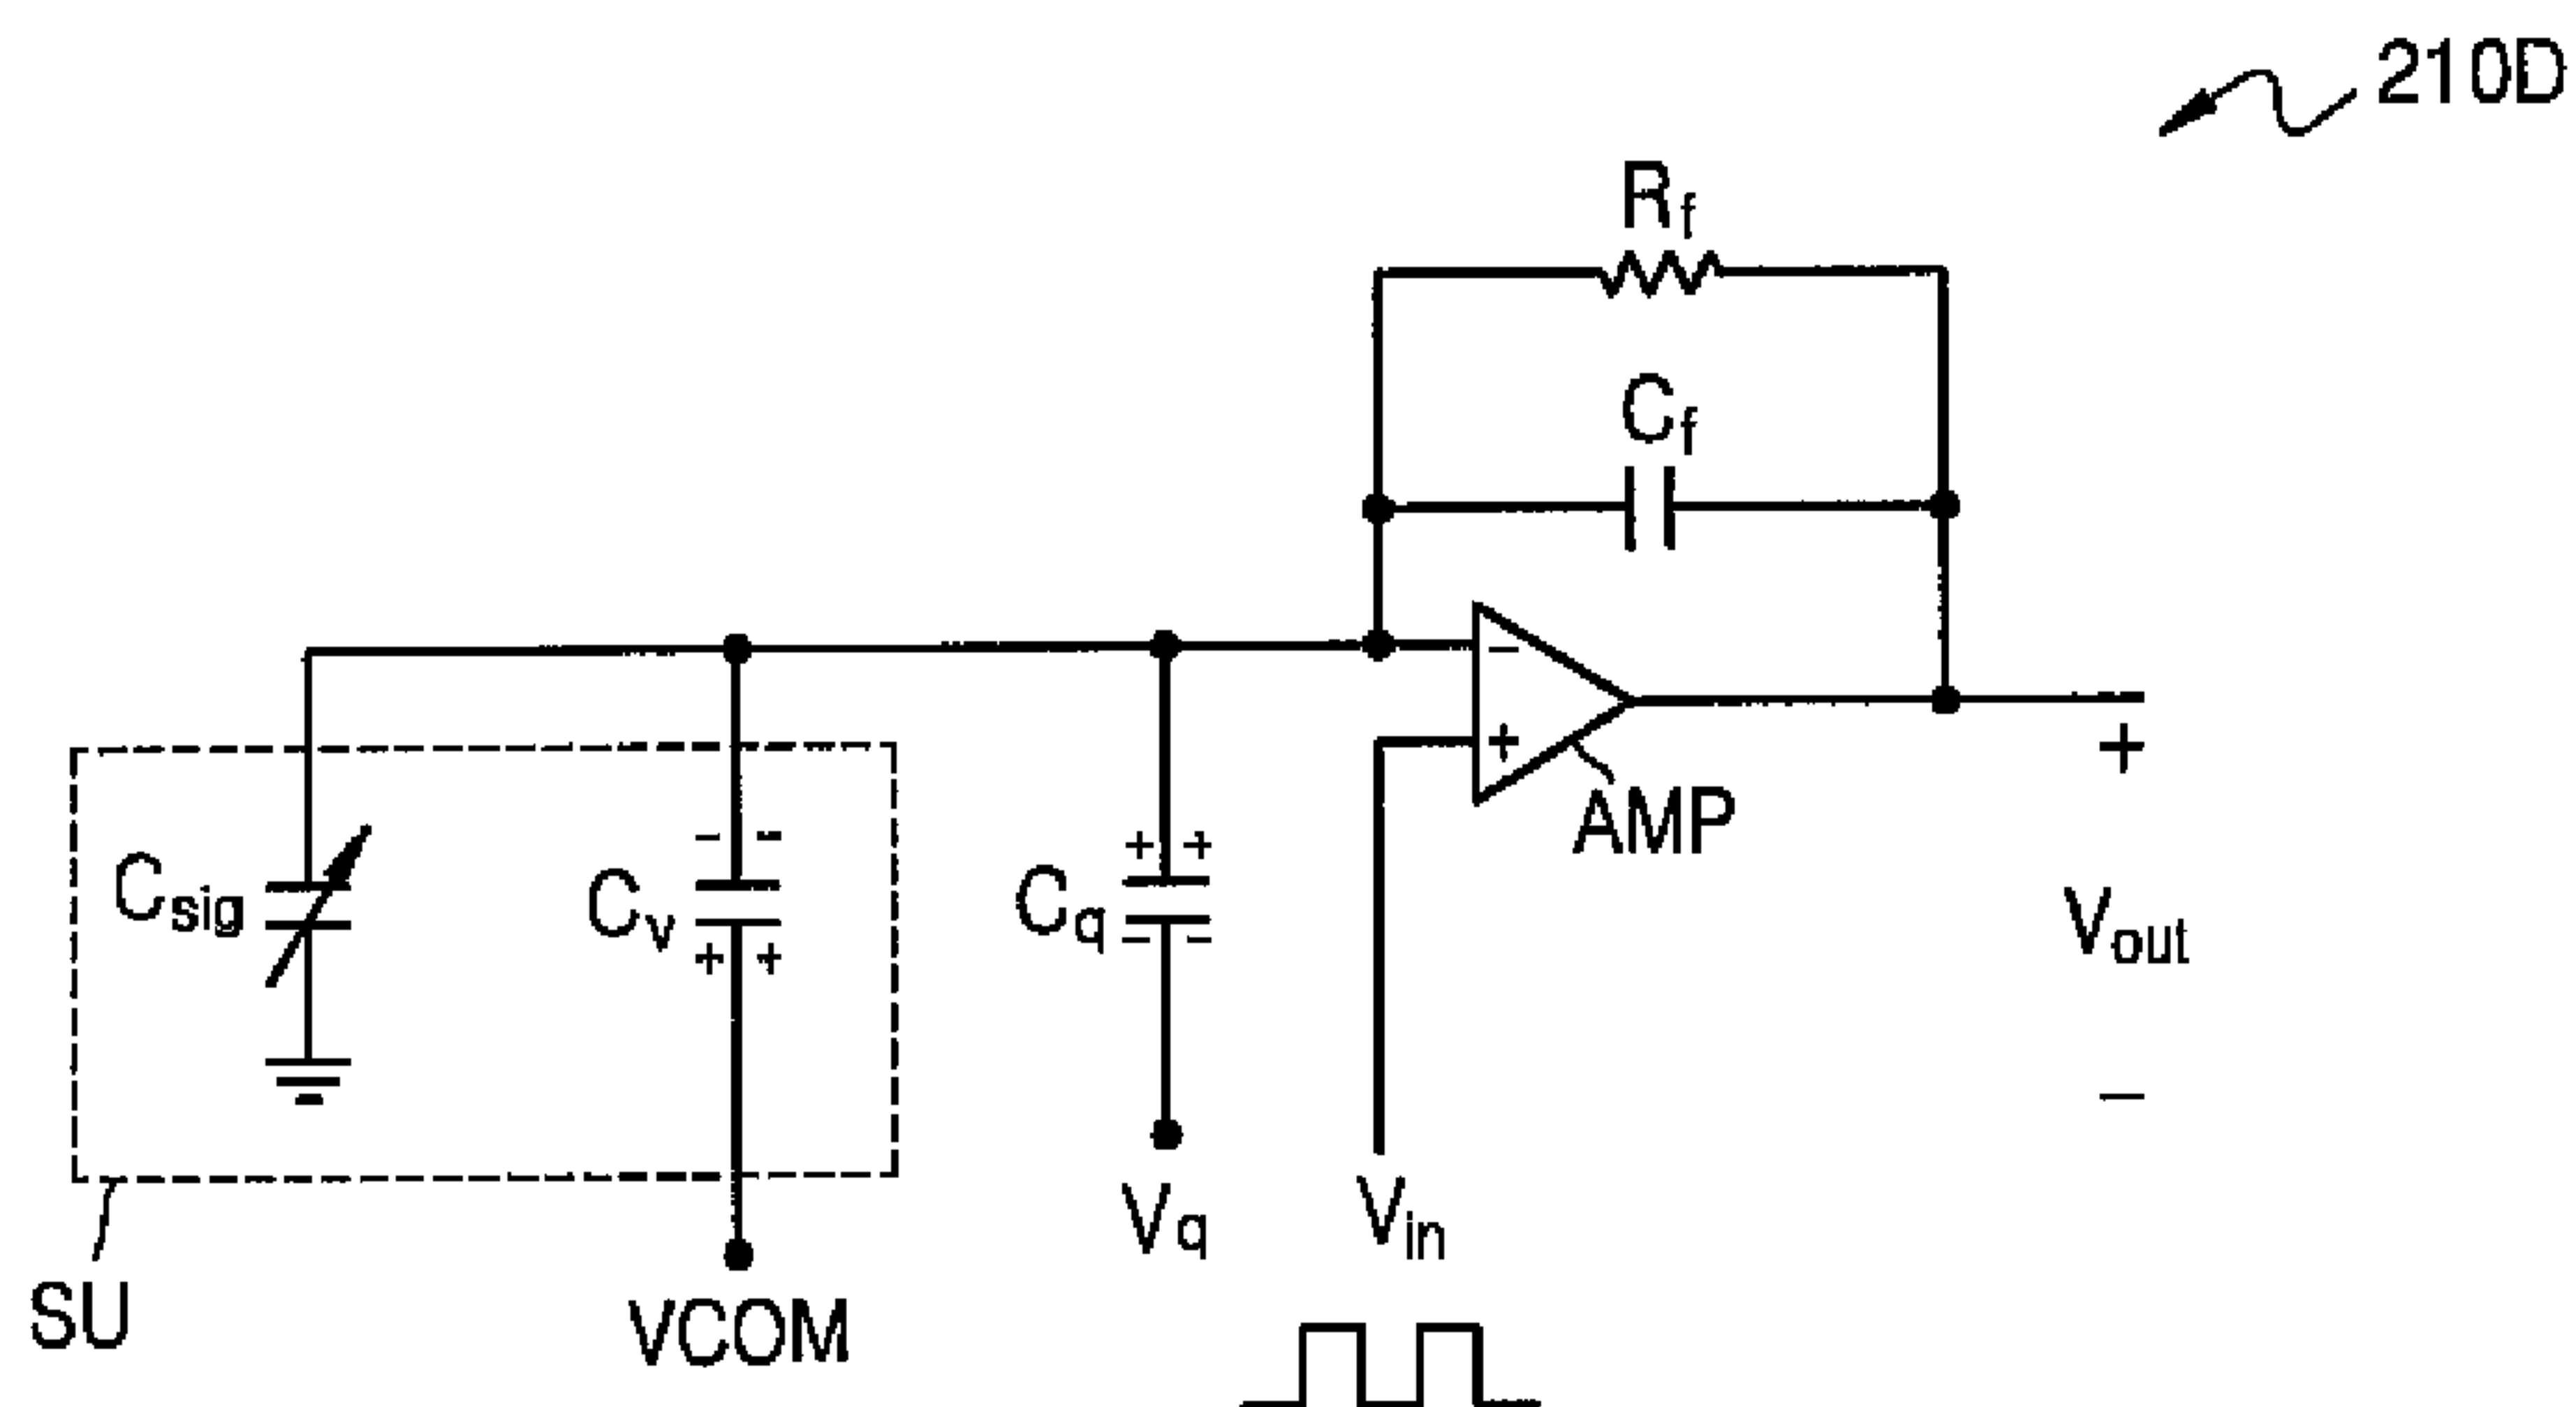 210D
Rf
Cf
−
+
AMP
+
Vout
−
Csig
− −
Cv
+ +
+ +
Cq
− −
Vq
Vin
SU
VCOM